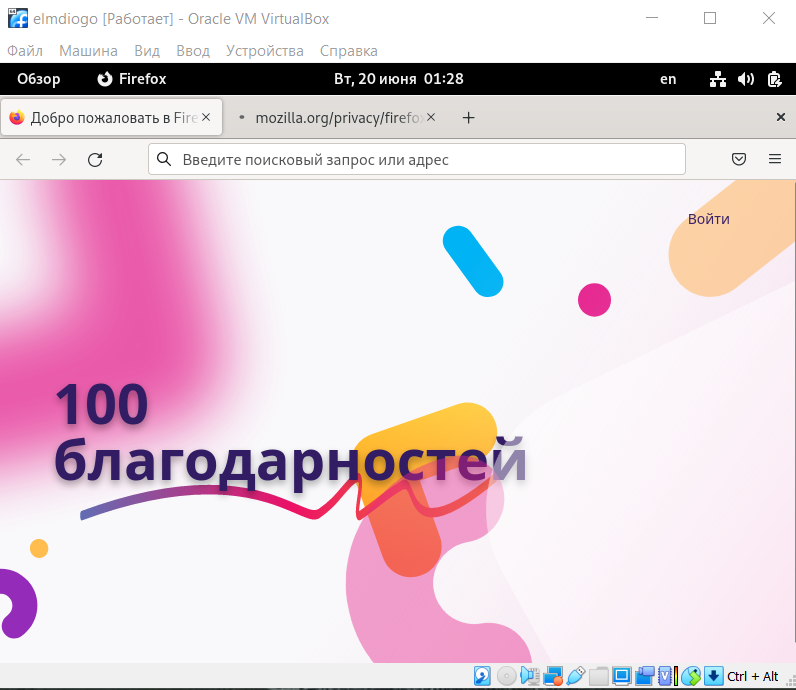 elmdiogo [Работает] - Oracle VM VirtualBox
Файл Машина Вид Ввод Устройства Справка
Обзор Firefox Вт, 20 июня 01:28 en
Добро пожаловать в Fire mozilla.org/privacy/firefo
Введите поисковый запрос или адрес
Войти
100
благодарностей
Ctrl + Alt